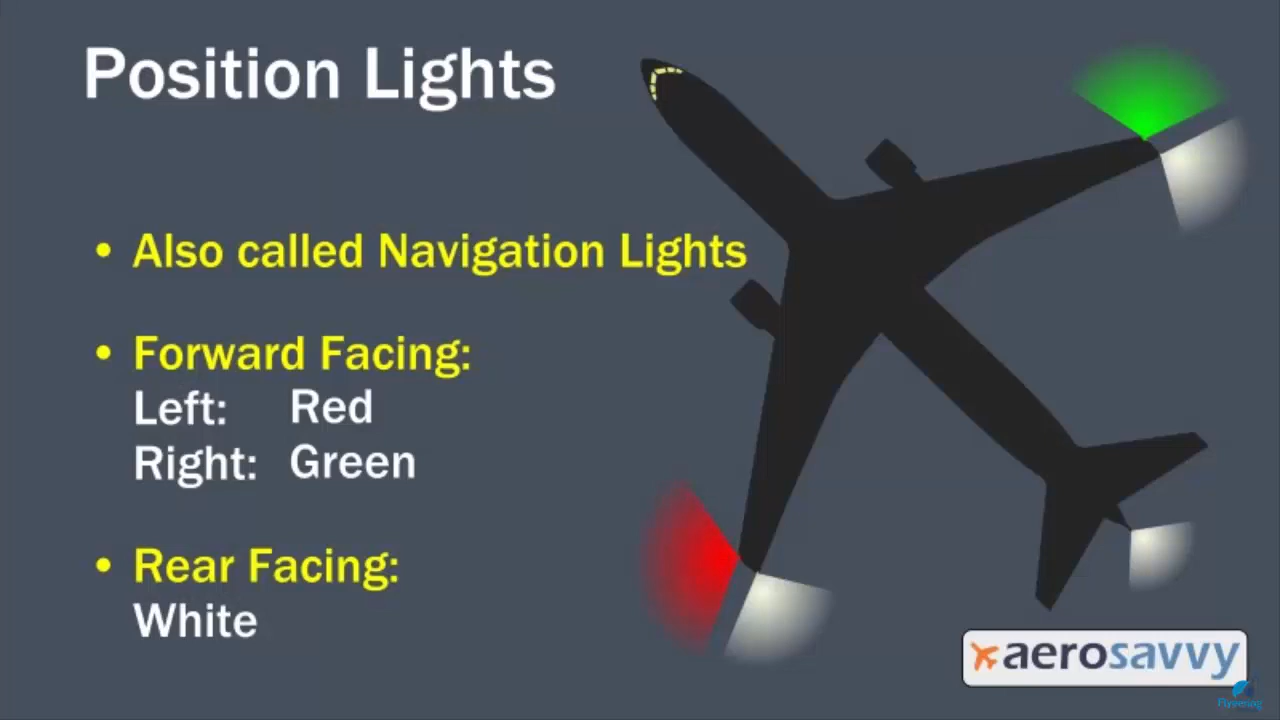 Position Lights
• Also called Navigation Lights
• Forward Facing:
Left: Red
Right: Green
• Rear Facing:
White
aerosavvy